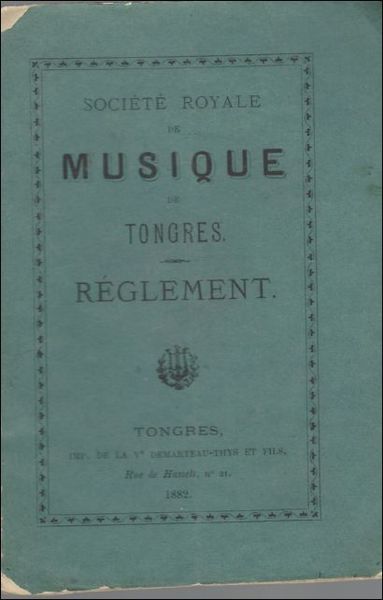 SOCIÉTÉ ROYALE
DE
MUSIQUE
DE
TONGRES.
RÉGLEMENT.
TONGRES,
IMP. DE LA Vᵉ DEMARTEAU-THYS ET FILS,
Rue de Hasselt, nº 21.
1882.